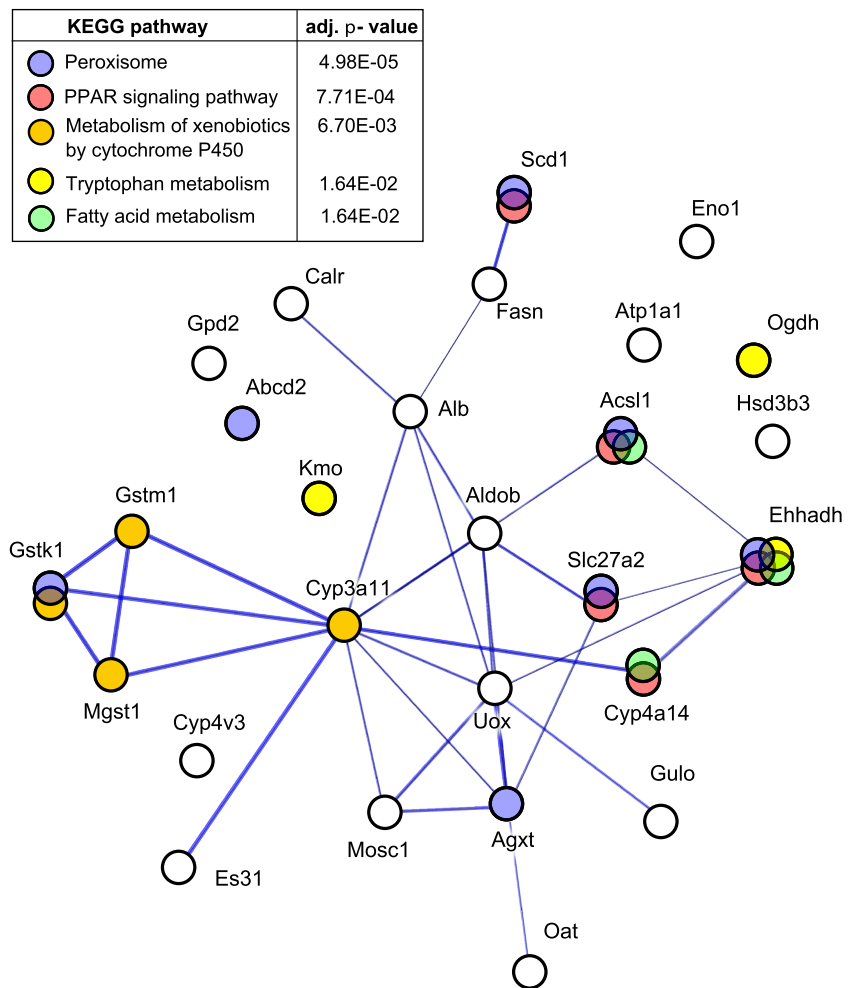 KEGG pathway adj. p- value
Peroxisome 4.98E-05
PPAR signaling pathway 7.71E-04
Metabolism of xenobiotics 6.70E-03
by cytochrome P450
Tryptophan metabolism 1.64E-02
Fatty acid metabolism 1.64E-02
Scd1
Eno1
Calr
Fasn
Atp1a1
Gpd2
Ogdh
Abcd2
Alb
Acsl1
Hsd3b3
Kmo
Gstm1
Aldob
Ehhadh
Gstk1
Slc27a2
Cyp3a11
Mgst1
Cyp4v3
Uox
Cyp4a14
Gulo
Mosc1
Agxt
Es31
Oat